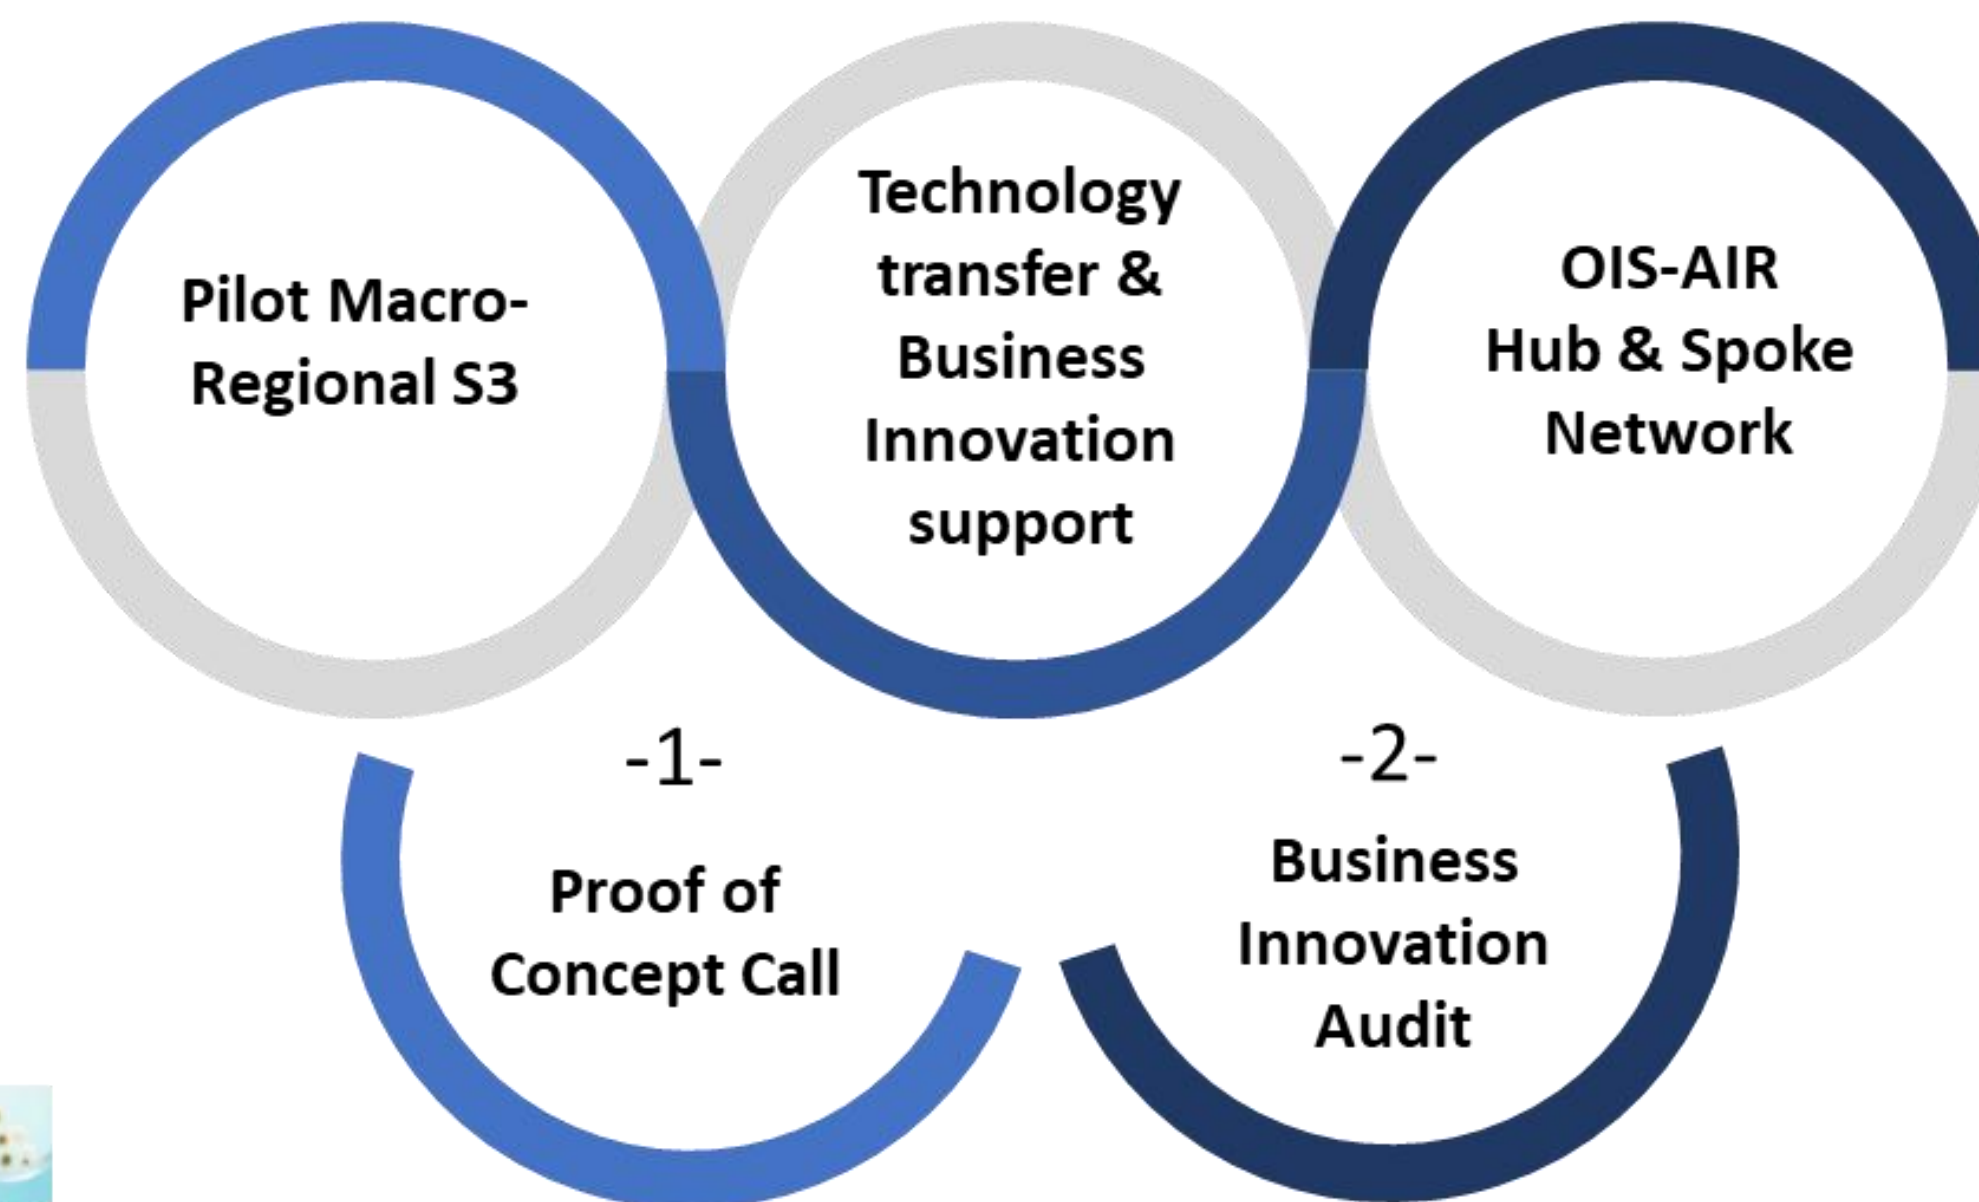 Pilot Macro-
Regional S3
Technology
transfer &
Business
Innovation
support
OIS-AIR
Hub & Spoke
Network
-1-
Proof of
Concept Call
-2-
Business
Innovation
Audit